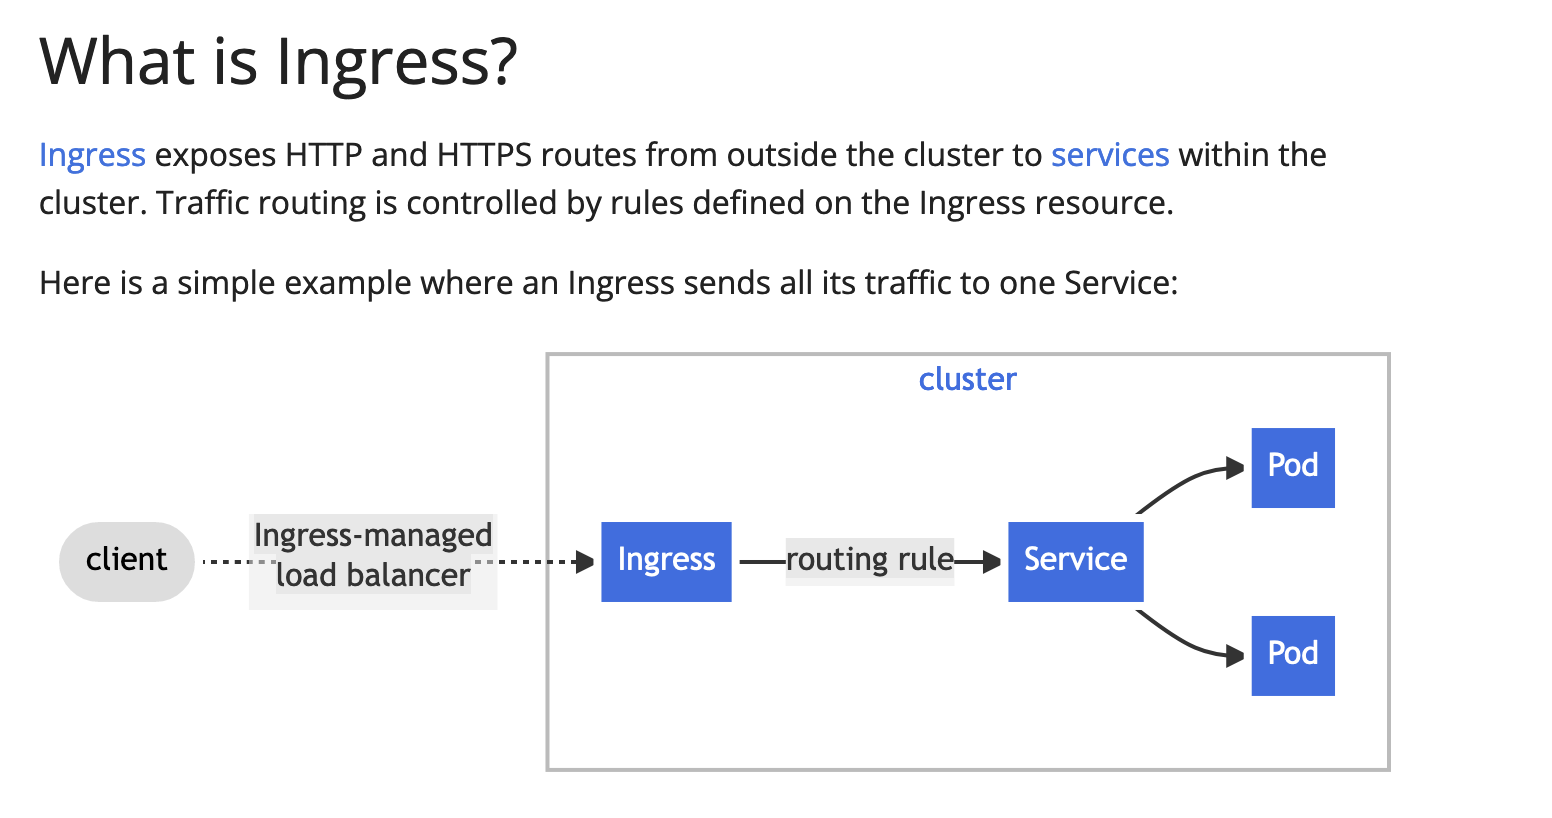 What is Ingress?
Ingress exposes HTTP and HTTPS routes from outside the cluster to services within the
cluster. Traffic routing is controlled by rules defined on the Ingress resource.
Here is a simple example where an Ingress sends all its traffic to one Service:
cluster
client
Ingress-managed
load balancer
Ingress
routing rule
Service
Pod
Pod